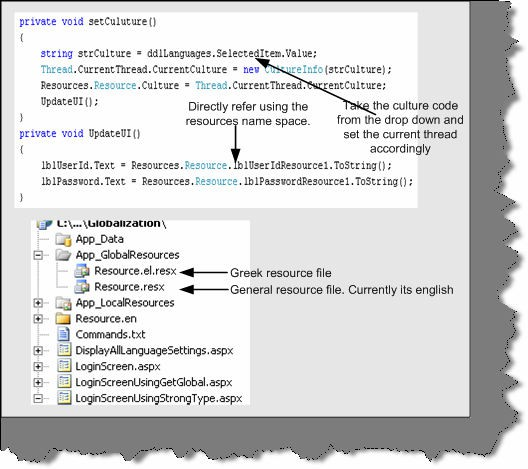 private void setCuluture()
{
string strCulture = ddlLanguages.SelectedItem.Value;
Thread.CurrentThread.CurrentCulture = new CultureInfo(strCulture);
Resources.Resource.Culture = Thread.CurrentThread.CurrentCulture;
UpdateUI();
}
Directly refer using the
resources name space.
Take the culture code
from the drop down and
set the current thread
accordingly
private void UpdateUI()
{
lblUserId.Text = Resources.Resource.lblUserIdResource1.ToString();
lblPassword.Text = Resources.Resource.lblPasswordResource1.ToString();
}
L:\...\Globalization\
App_Data
App_GlobalResources
Resource.el.resx
Greek resource file
Resource.resx
General resource file. Currently its english
App_LocalResources
Resource.en
Commands.txt
DisplayAllLanguageSettings.aspx
LoginScreen.aspx
LoginScreenUsingGetGlobal.aspx
LoginScreenUsingStrongType.aspx